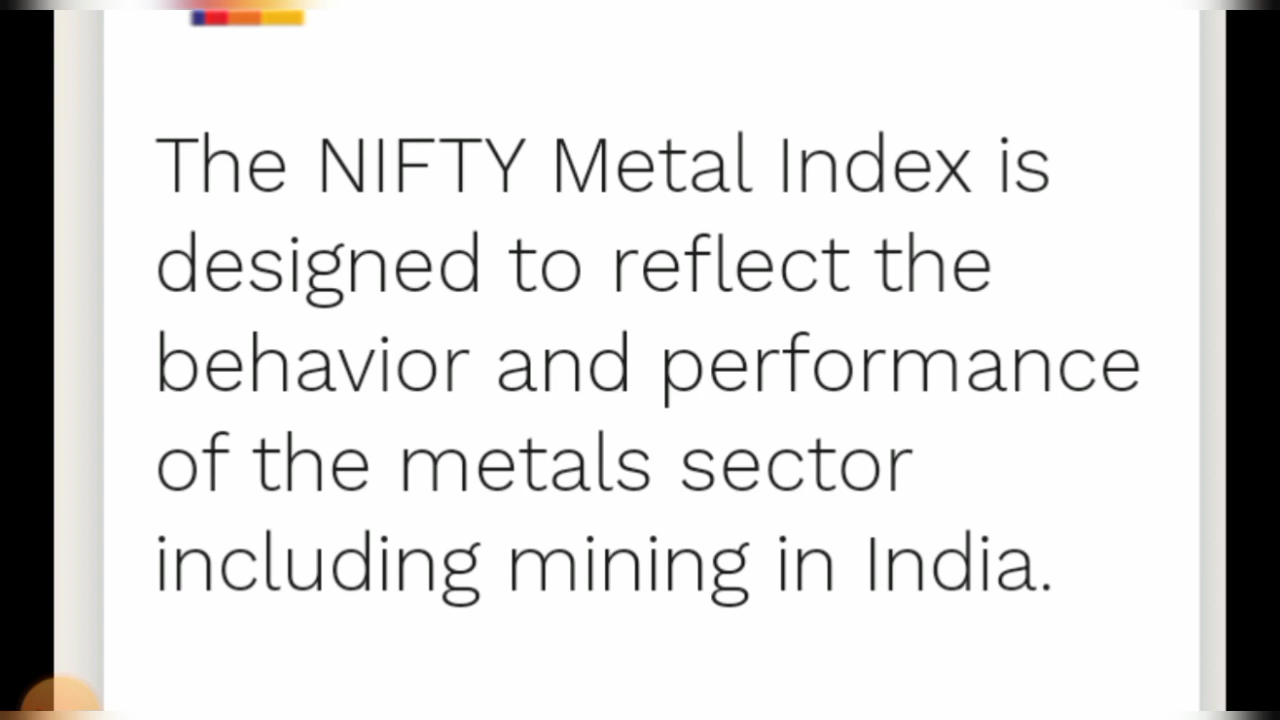 The NIFTY Metal Index is
designed to reflect the
behavior and performance
of the metals sector
including mining in India.